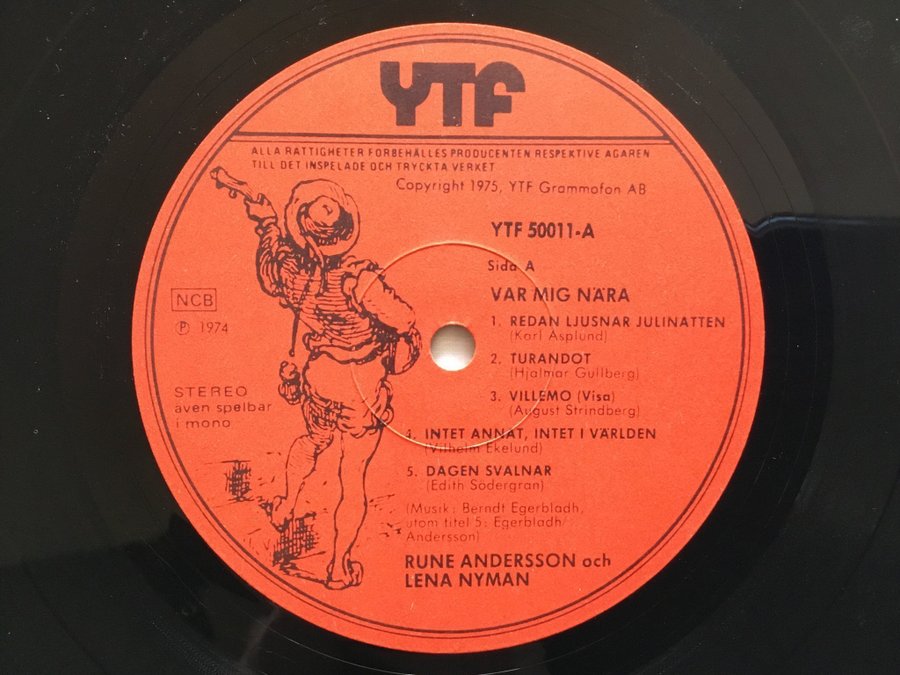 YTF
ALLA RÄTTIGHETER FÖRBEHÅLLES PRODUCENTEN RESPEKTIVE ÄGAREN
TILL DET INSPELADE OCH TRYCKTA VERKET
Copyright 1975, YTF Grammofon AB
YTF 50011-A
Sida A
VAR MIG NÄRA
1. REDAN LJUSNAR JULINATTEN
(Karl Asplund)
2. TURANDOT
(Hjalmar Gullberg)
3. VILLEMO (Visa)
(August Strindberg)
4. INTET ANNAT, INTET I VÄRLDEN
(Vilhelm Ekelund)
5. DAGEN SVALNAR
(Edith Södergran)
(Musik: Berndt Egerbladh,
utom titel 5: Egerbladh/
Andersson)
RUNE ANDERSSON och
LENA NYMAN
NCB
Ⓟ 1974
STEREO
även spelbar
i mono